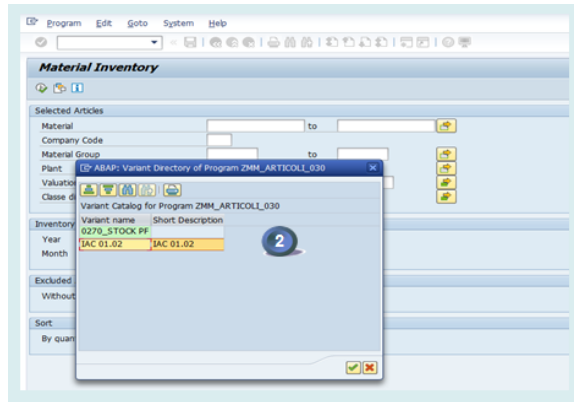 Program Edit Goto System Help
Material Inventory
Selected Articles
Material to
Company Code
Material Group to
Plant
Valuation
Classe di
ABAP: Variant Directory of Program ZMM_ARTICOLI_030
Variant Catalog for Program ZMM_ARTICOLI_030
Variant name Short Description
0270_STOCK PF
IAC 01.02 IAC 01.02
2
Inventory
Year
Month
Excluded
Without
Sort
By quan